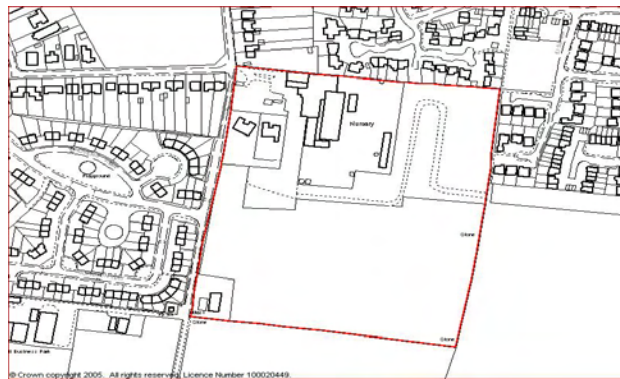 Nursery
Playground
Stone
Stone
Stone
Business Park
© Crown copyright 2005. All rights reserved. Licence Number 100020449.